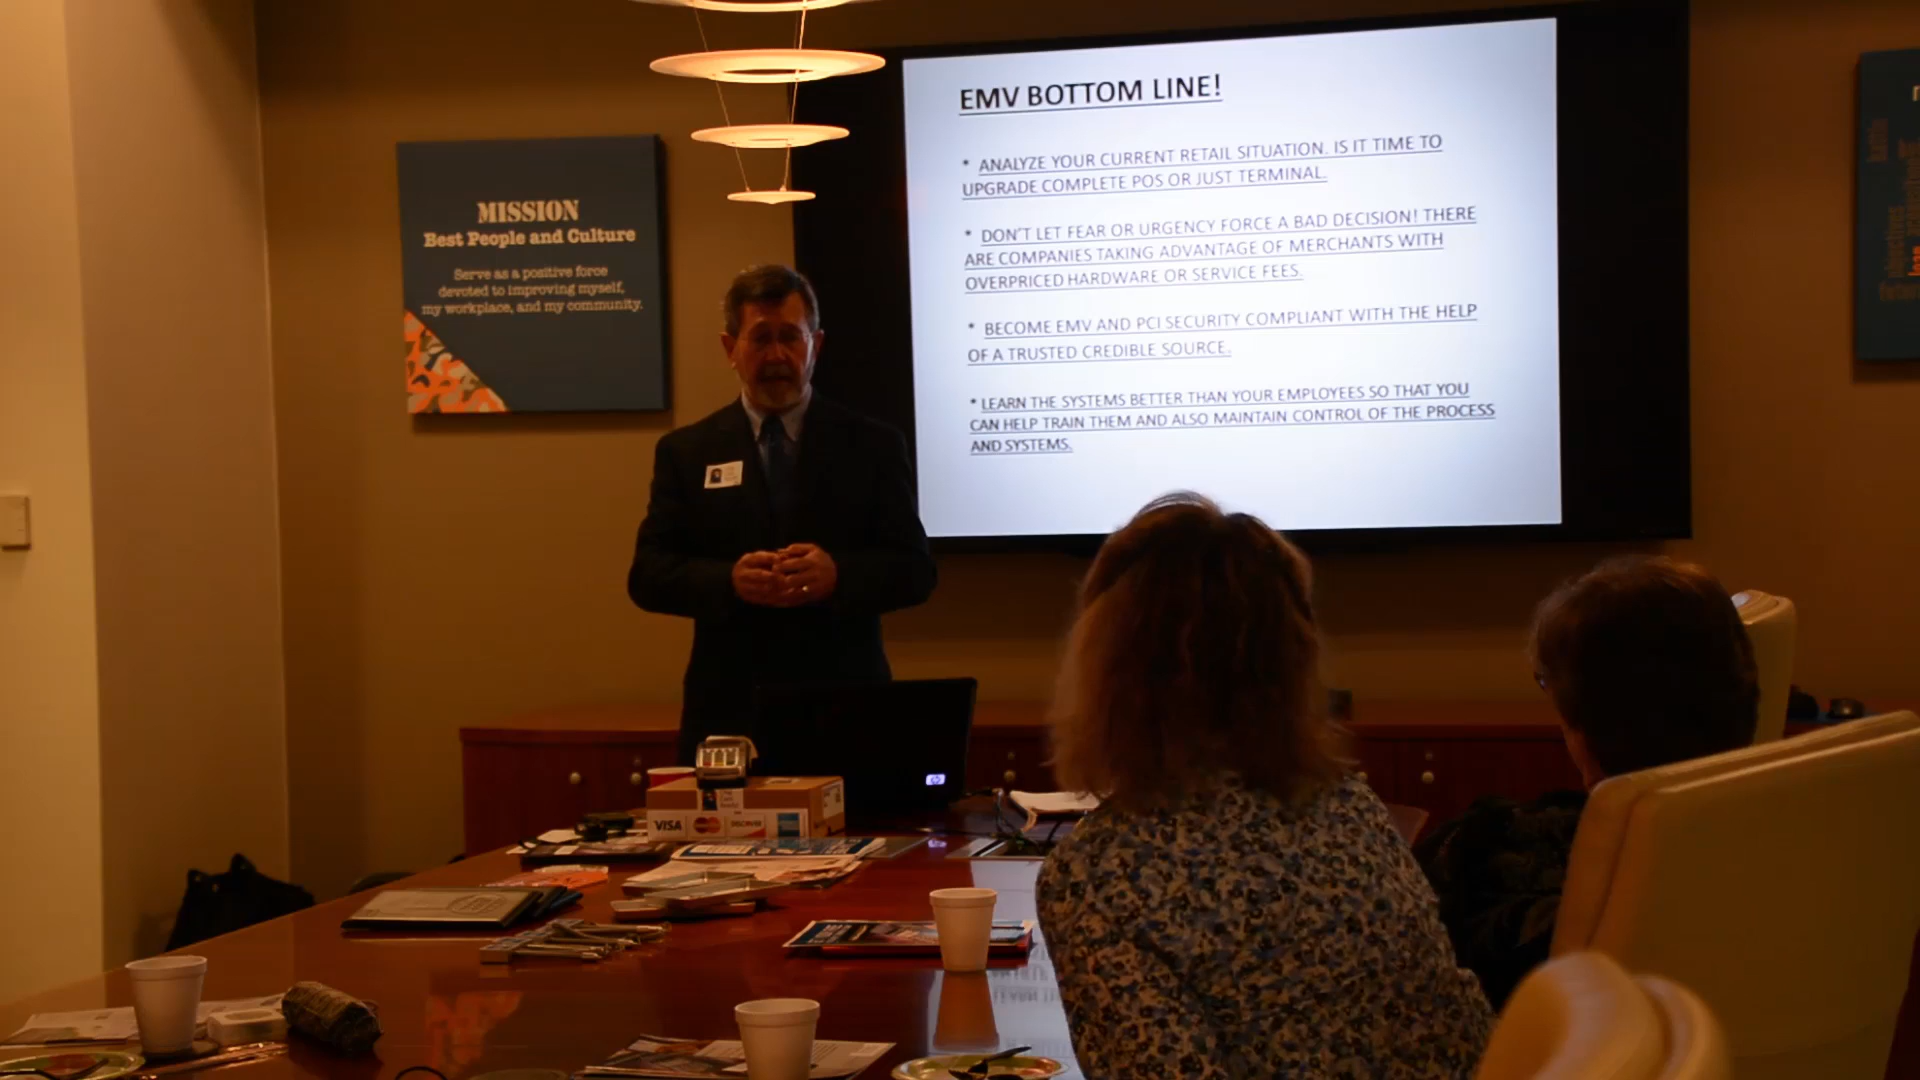 MISSION
Best People and Culture
Serve as a positive force
devoted to improving myself,
my workplace, and my community.
EMV BOTTOM LINE!
* ANALYZE YOUR CURRENT RETAIL SITUATION. IS IT TIME TO
UPGRADE COMPLETE POS OR JUST TERMINAL.
* DON'T LET FEAR OR URGENCY FORCE A BAD DECISION! THERE
ARE COMPANIES TAKING ADVANTAGE OF MERCHANTS WITH
OVERPRICED HARDWARE OR SERVICE FEES.
* BECOME EMV AND PCI SECURITY COMPLIANT WITH THE HELP
OF A TRUSTED CREDIBLE SOURCE.
* LEARN THE SYSTEMS BETTER THAN YOUR EMPLOYEES SO THAT YOU
CAN HELP TRAIN THEM AND ALSO MAINTAIN CONTROL OF THE PROCESS
AND SYSTEMS.
hp
VISA
DISCOVER